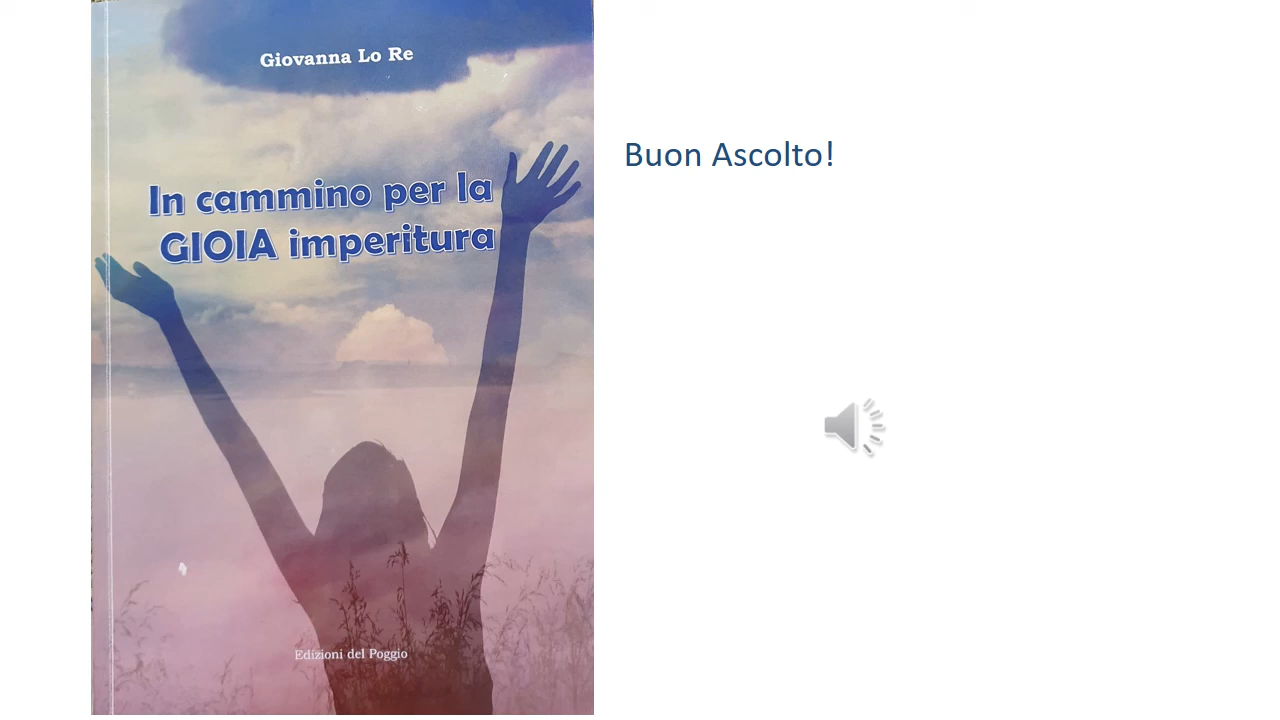 Giovanna Lo Re
In cammino per la
GIOIA imperitura
Edizioni del Poggio
Buon Ascolto!